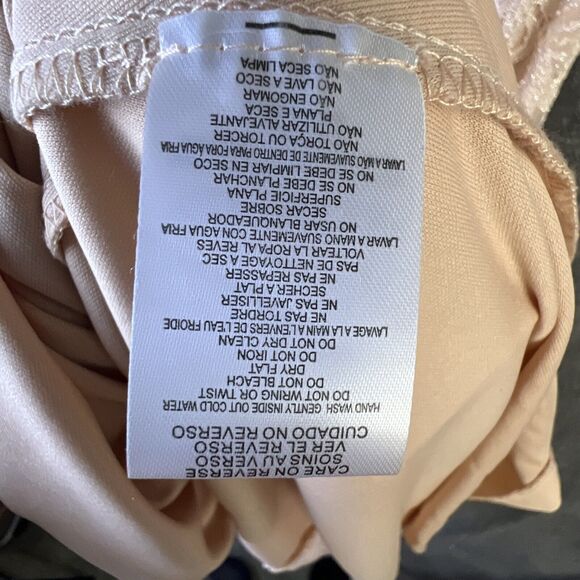 CARE ON REVERSE
SOINS AU VERSO
VER EL REVERSO
CUIDADO NO REVERSO
HAND WASH GENTLY INSIDE OUT COLD WATER
DO NOT WRING OR TWIST
DO NOT BLEACH
DRY FLAT
DO NOT IRON
DO NOT DRY CLEAN
LAVAGE A LA MAIN A L'ENVERS DE L'EAU FROIDE
NE PAS TORDRE
NE PAS JAVELLISER
SECHER A PLAT
NE PAS REPASSER
PAS DE NETTOYAGE A SEC
VOLTEAR LA ROPA AL REVES
LAVAR A MANO SUAVEMENTE CON AGUA FRIA
NO USAR BLANQUEADOR
SECAR SOBRE
SUPERFICIE PLANA
NO SE DEBE PLANCHAR
NO SE DEBE LIMPIAR EN SECO
LAVAR A MÃO SUAVEMENTE DE DENTRO PARA FORA ÁGUA FRIA
NÃO TORÇA OU TORCER
NÃO UTILIZAR ALVEJANTE
PLANA E SECA
NÃO ENGOMAR
NÃO LAVE A SECO
NÃO SECA LIMPA